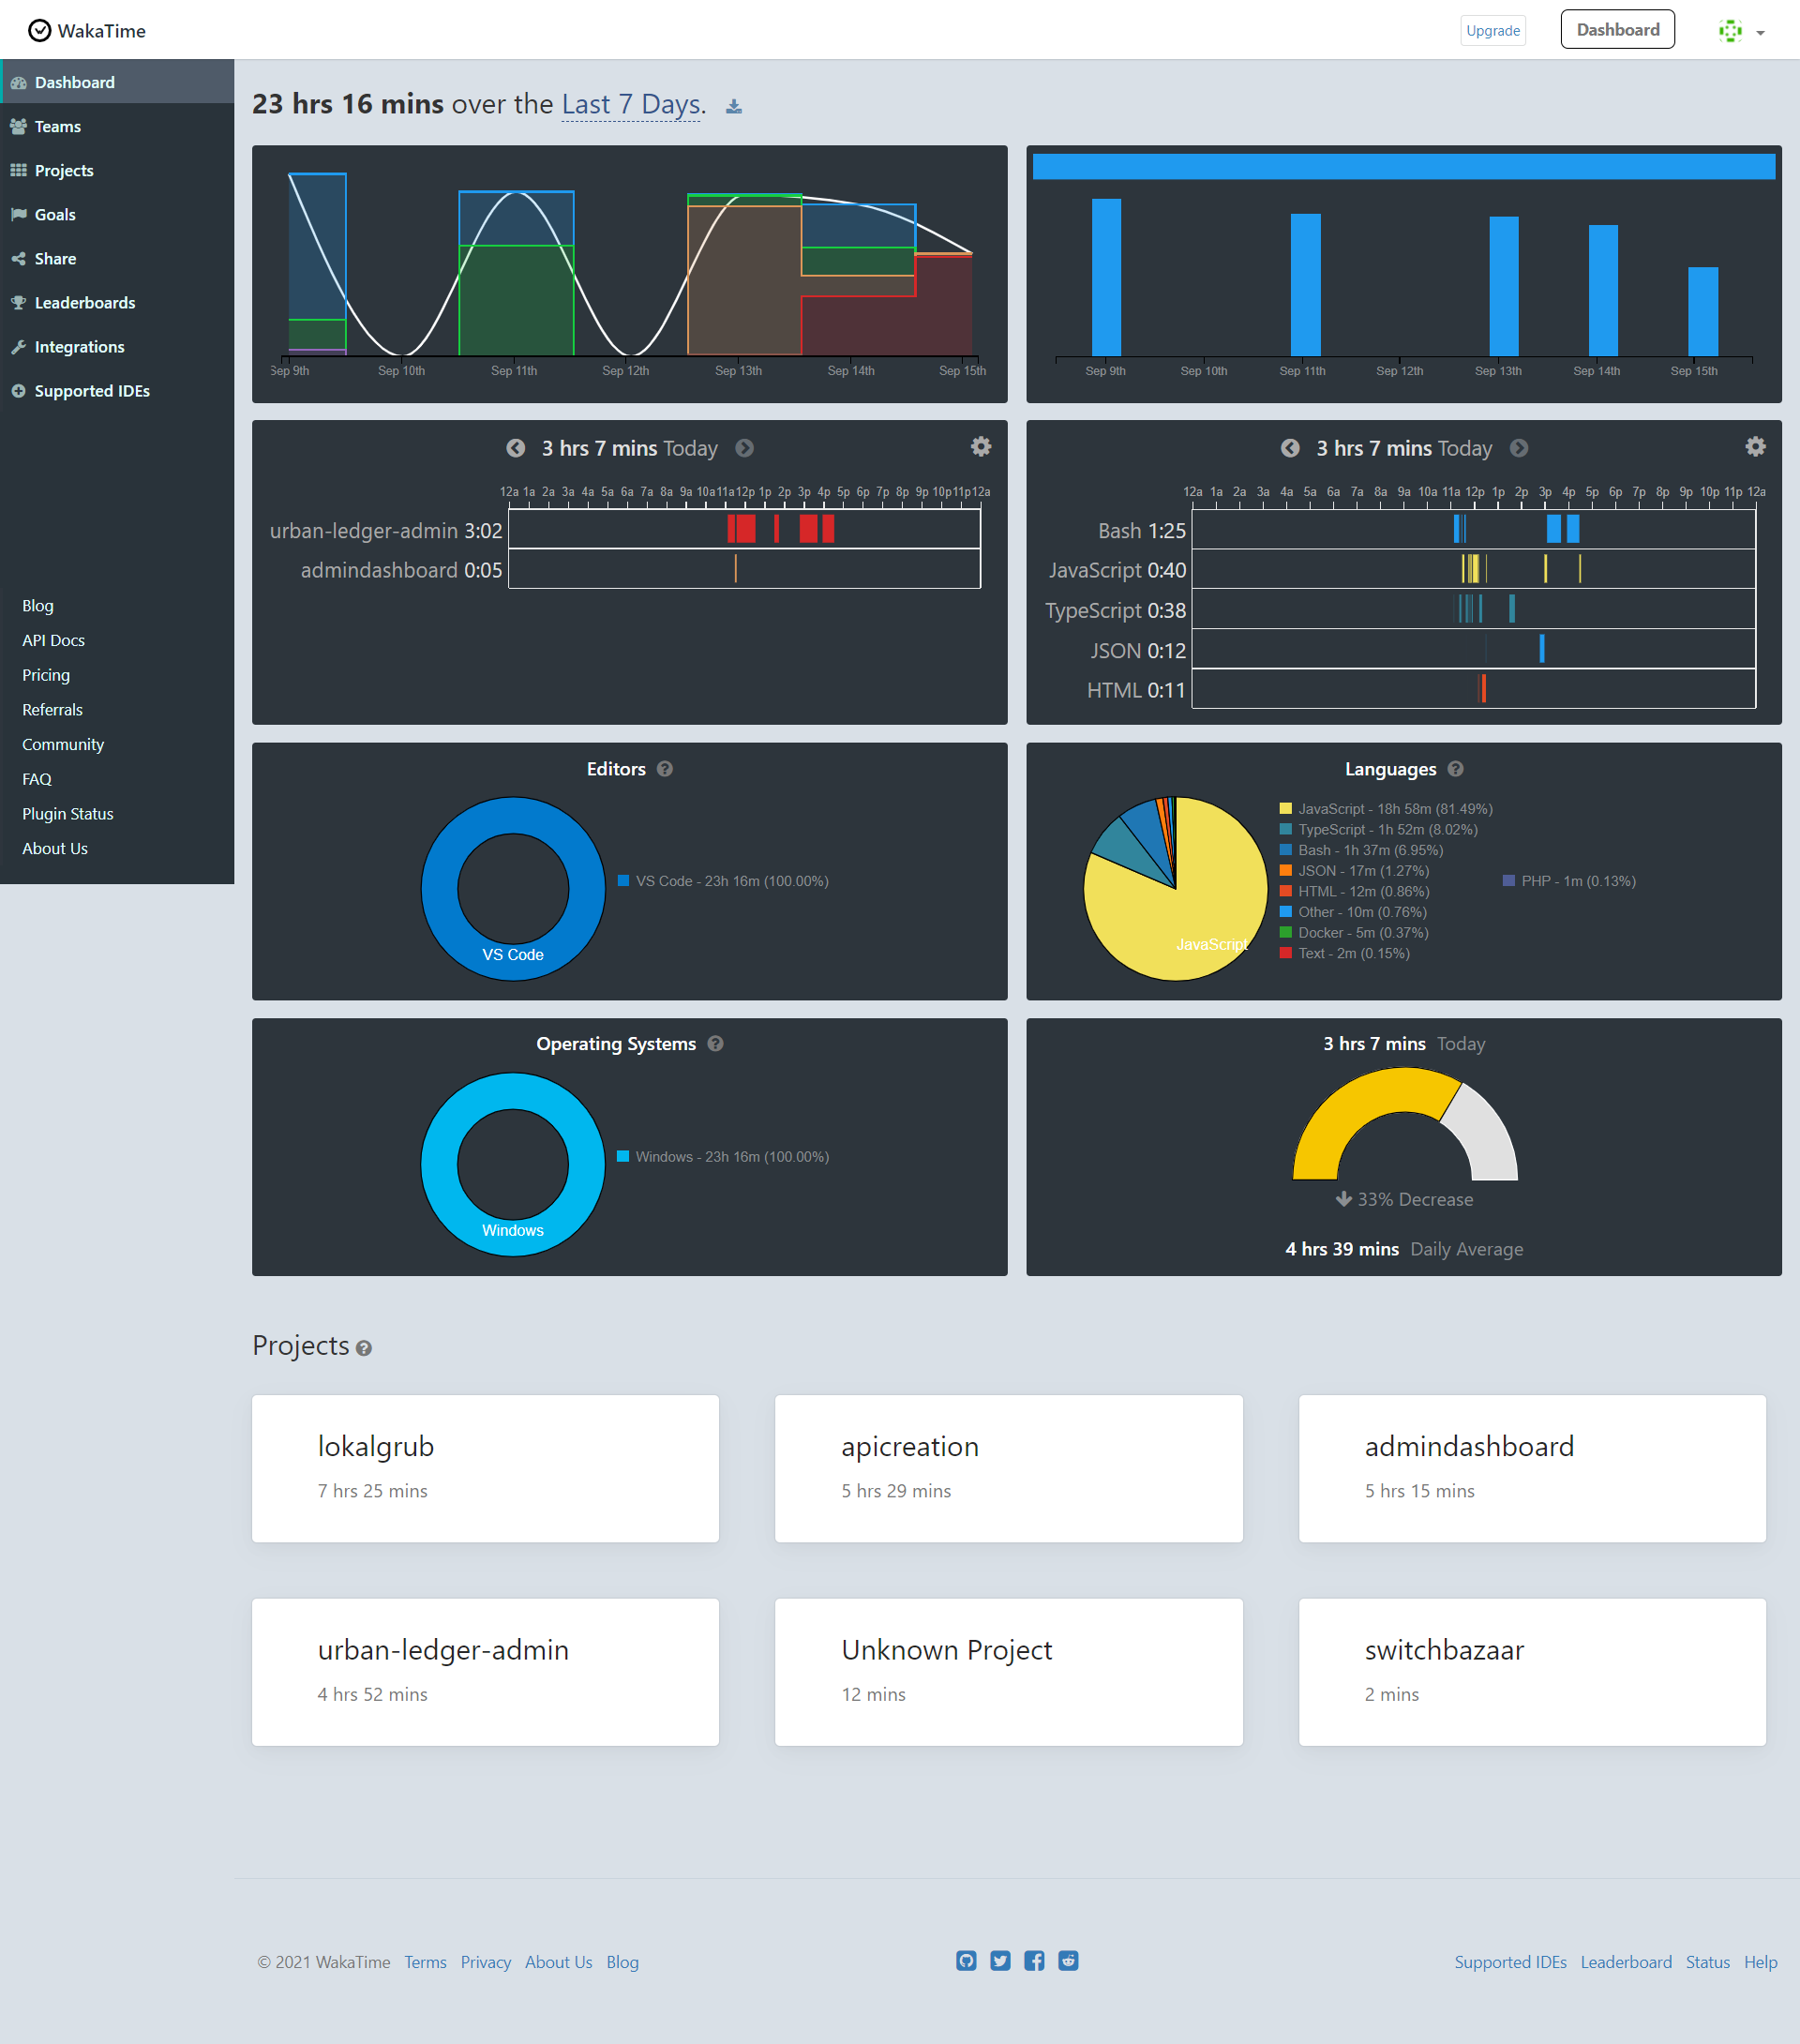 WakaTime
Upgrade
Dashboard
Dashboard
Teams
Projects
Goals
Share
Leaderboards
Integrations
Supported IDEs
Blog
API Docs
Pricing
Referrals
Community
FAQ
Plugin Status
About Us
23 hrs 16 mins over the Last 7 Days.
Sep 9th Sep 10th Sep 11th Sep 12th Sep 13th Sep 14th Sep 15th
Sep 9th Sep 10th Sep 11th Sep 12th Sep 13th Sep 14th Sep 15th
3 hrs 7 mins Today
12a 1a 2a 3a 4a 5a 6a 7a 8a 9a 10a 11a 12p 1p 2p 3p 4p 5p 6p 7p 8p 9p 10p 11p 12a
urban-ledger-admin 3:02
admindashboard 0:05
3 hrs 7 mins Today
12a 1a 2a 3a 4a 5a 6a 7a 8a 9a 10a 11a 12p 1p 2p 3p 4p 5p 6p 7p 8p 9p 10p 11p 12a
Bash 1:25
JavaScript 0:40
TypeScript 0:38
JSON 0:12
HTML 0:11
Editors ?
VS Code
VS Code - 23h 16m (100.00%)
Languages ?
JavaScript
JavaScript - 18h 58m (81.49%)
TypeScript - 1h 52m (8.02%)
Bash - 1h 37m (6.95%)
JSON - 17m (1.27%)
HTML - 12m (0.86%)
Other - 10m (0.76%)
Docker - 5m (0.37%)
Text - 2m (0.15%)
PHP - 1m (0.13%)
Operating Systems ?
Windows
Windows - 23h 16m (100.00%)
3 hrs 7 mins Today
33% Decrease
4 hrs 39 mins Daily Average
Projects ?
lokalgrub
7 hrs 25 mins
apicreation
5 hrs 29 mins
admindashboard
5 hrs 15 mins
urban-ledger-admin
4 hrs 52 mins
Unknown Project
12 mins
switchbazaar
2 mins
© 2021 WakaTime Terms Privacy About Us Blog
Supported IDEs Leaderboard Status Help